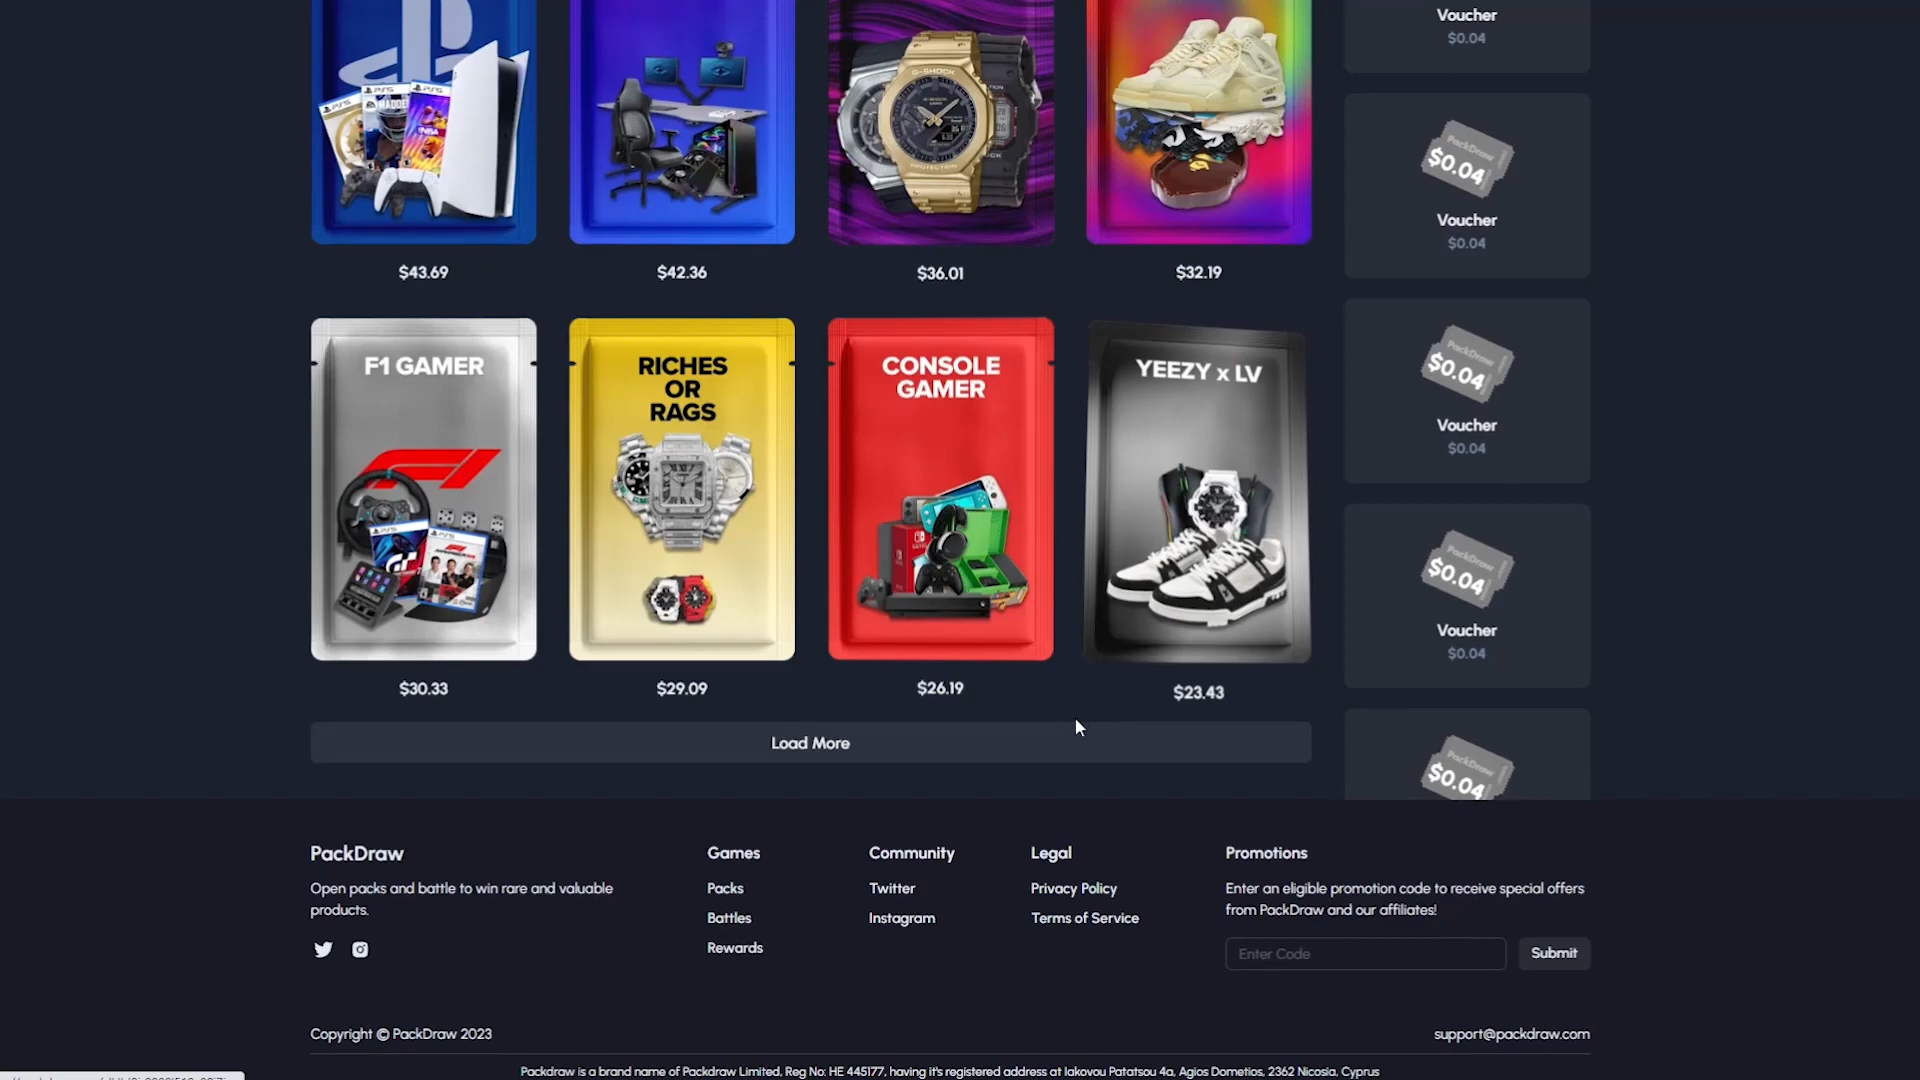 Voucher
$0.04
G-SHOCK
PROTECTION
PackDraw
$0.04
Voucher
$0.04
$43.69
$42.36
$36.01
$32.19
F1 GAMER
RICHES
OR
RAGS
CONSOLE
GAMER
YEEZY x LV
PackDraw
$0.04
Voucher
$0.04
PackDraw
$0.04
Voucher
$0.04
$30.33
$29.09
$26.19
$23.43
Load More
PackDraw
$0.04
PackDraw
Open packs and battle to win rare and valuable
products.
Games
Packs
Battles
Rewards
Community
Twitter
Instagram
Legal
Privacy Policy
Terms of Service
Promotions
Enter an eligible promotion code to receive special offers
from PackDraw and our affiliates!
Enter Code
Submit
Copyright © PackDraw 2023
support@packdraw.com
Packdraw is a brand name of Packdraw Limited, Reg No: HE 445177, having it's registered address at Iakovou Patatsou 4a, Agios Dometios, 2362 Nicosia, Cyprus